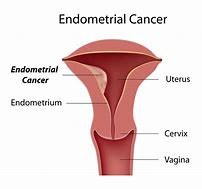 Endometrial Cancer
Endometrial
Cancer
Uterus
Endometrium
Cervix
Vagina